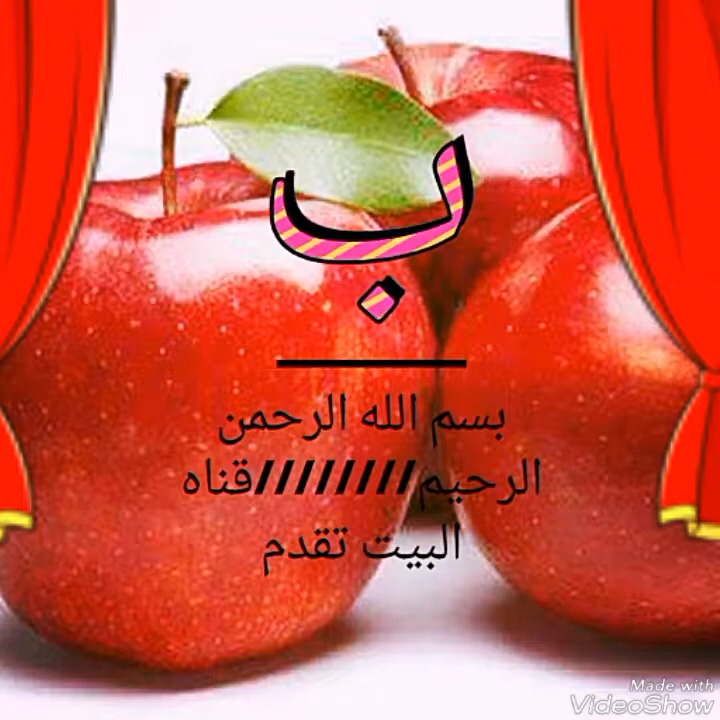 ب
بسم الله الرحمن
الرحيم////////قناه
البيت تقدم
Made with
VideoShow